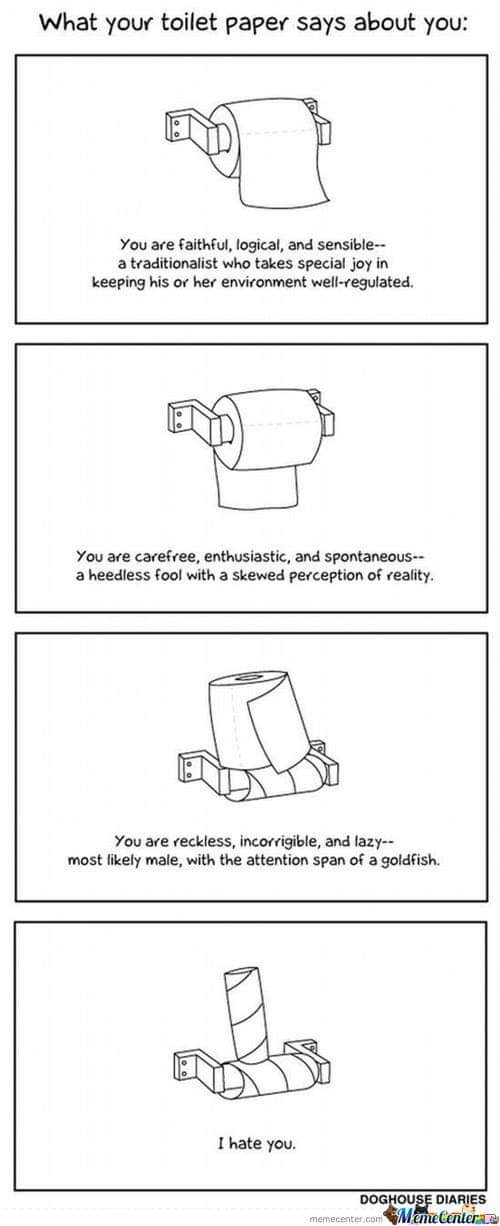 What your toilet paper says about you:
You are faithful, logical, and sensible--
a traditionalist who takes special joy in
keeping his or her environment well-regulated.
You are carefree, enthusiastic, and spontaneous--
a heedless fool with a skewed perception of reality.
You are reckless, incorrigible, and lazy--
most likely male, with the attention span of a goldfish.
I hate you.
DOGHOUSE DIARIES
memecenter.com MemeCenter